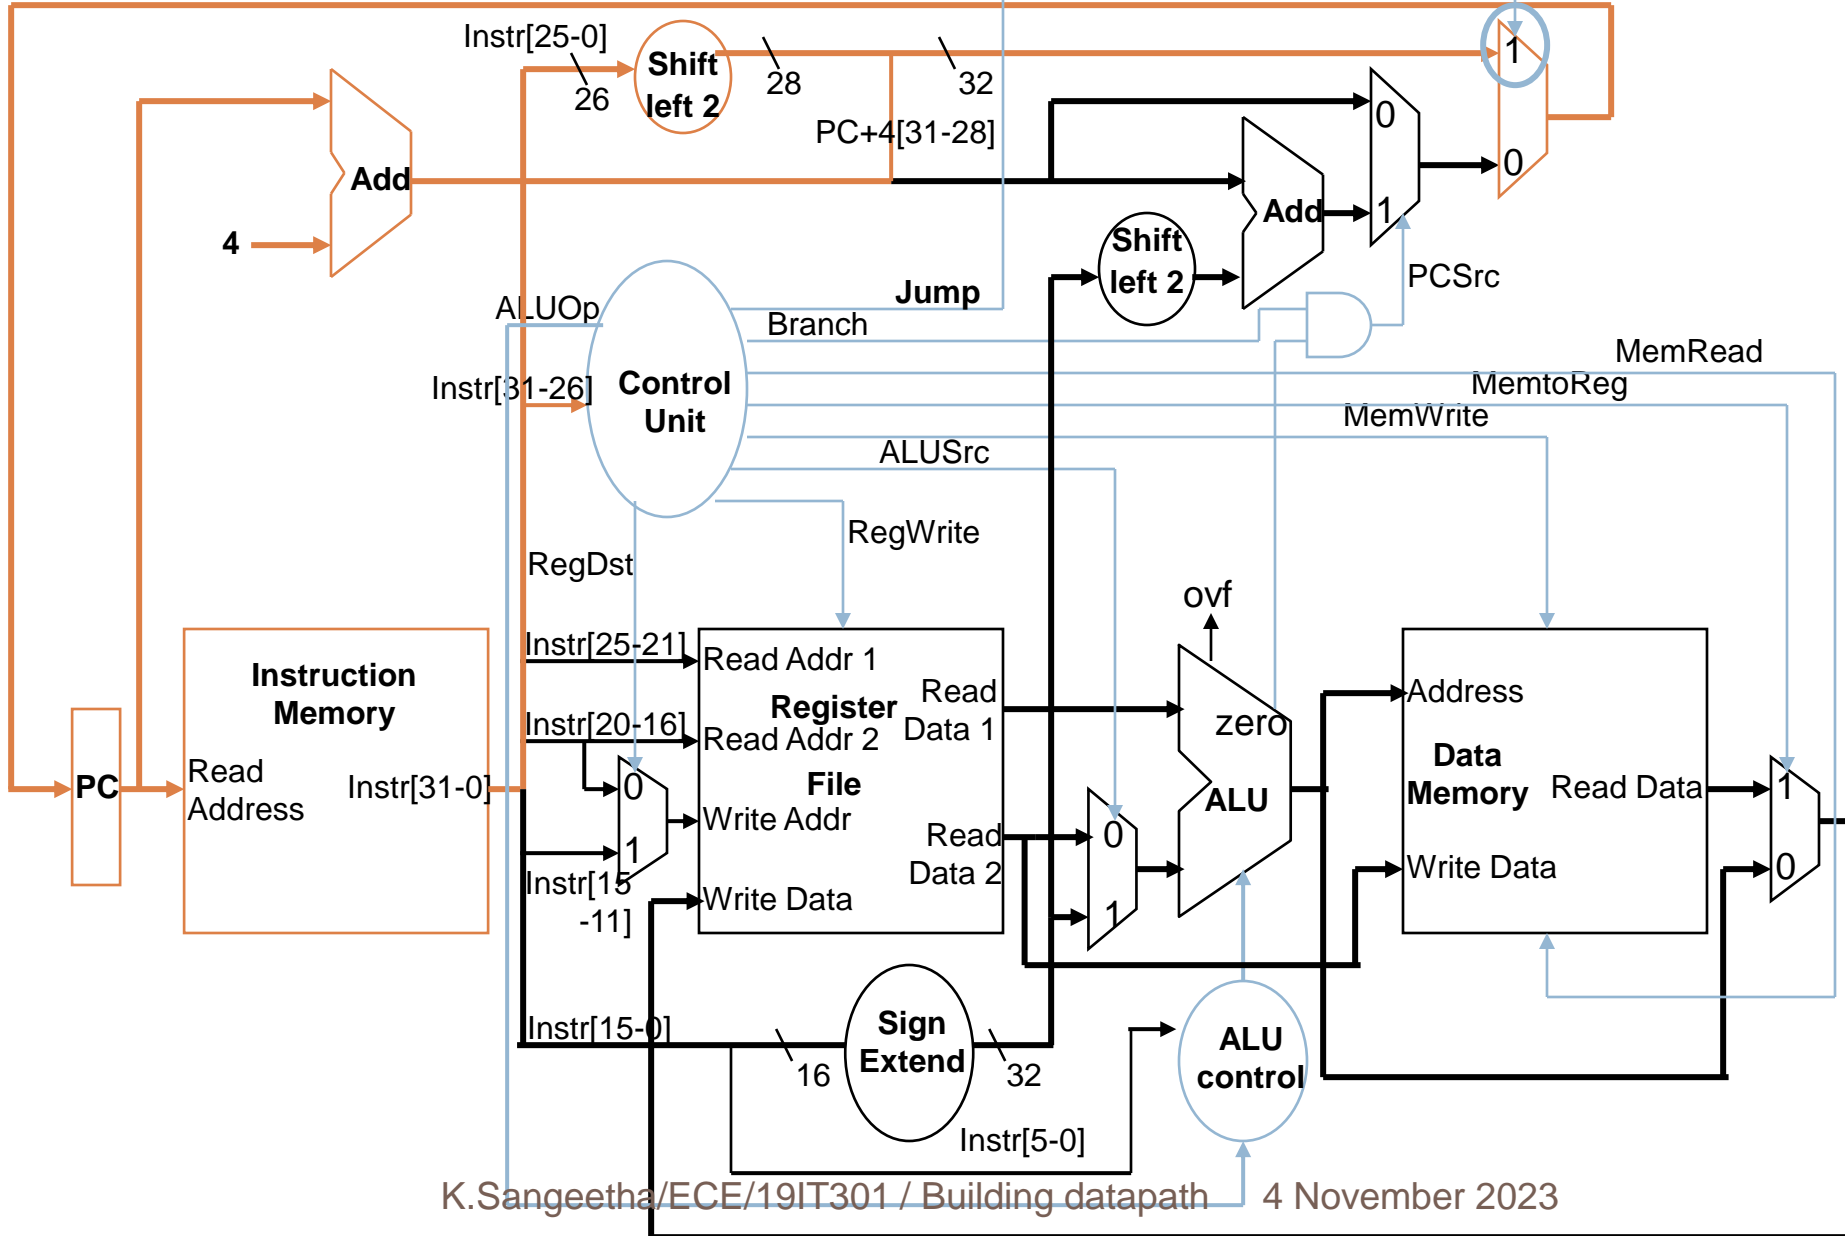 Instr[25-0]
26
Shift
left 2
28
32
1
PC+4[31-28]
0
Add
0
Add
1
4
Shift
left 2
PCSrc
ALUOp
Jump
Branch
MemRead
Instr[31-26]
Control
Unit
MemtoReg
MemWrite
ALUSrc
RegWrite
RegDst
ovf
Instr[25-21]
Read Addr 1
Instruction
Memory
Read
Data 1
Address
Register
Instr[20-16]
Read Addr 2
zero
Data
Memory
PC
Read
Address
Instr[31-0]
0
File
ALU
Read Data
1
Write Addr
Read
Data 2
0
1
Write Data
0
Instr[15
-11]
Write Data
1
Instr[15-0]
16
Sign
Extend
32
ALU
control
Instr[5-0]
K.Sangeetha/ECE/19IT301 / Building datapath
4 November 2023